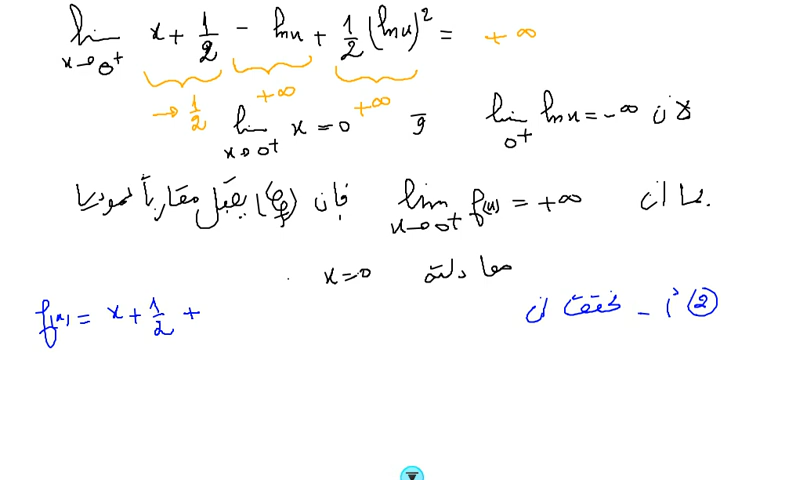 lim x→0⁺ x + 1/2 - lnx + 1/2 (lnx)² = +∞
→ 1/2 +∞ +∞
لأن lim 0⁺ lnx = -∞ و lim x→0⁺ x = 0
بما أن lim x→0⁺ f(x) = +∞ فإن (Cf) يقبل مقارباً عموديا
معادلته x=0
② أ - تحقق أن f(x) = x + 1/2 +